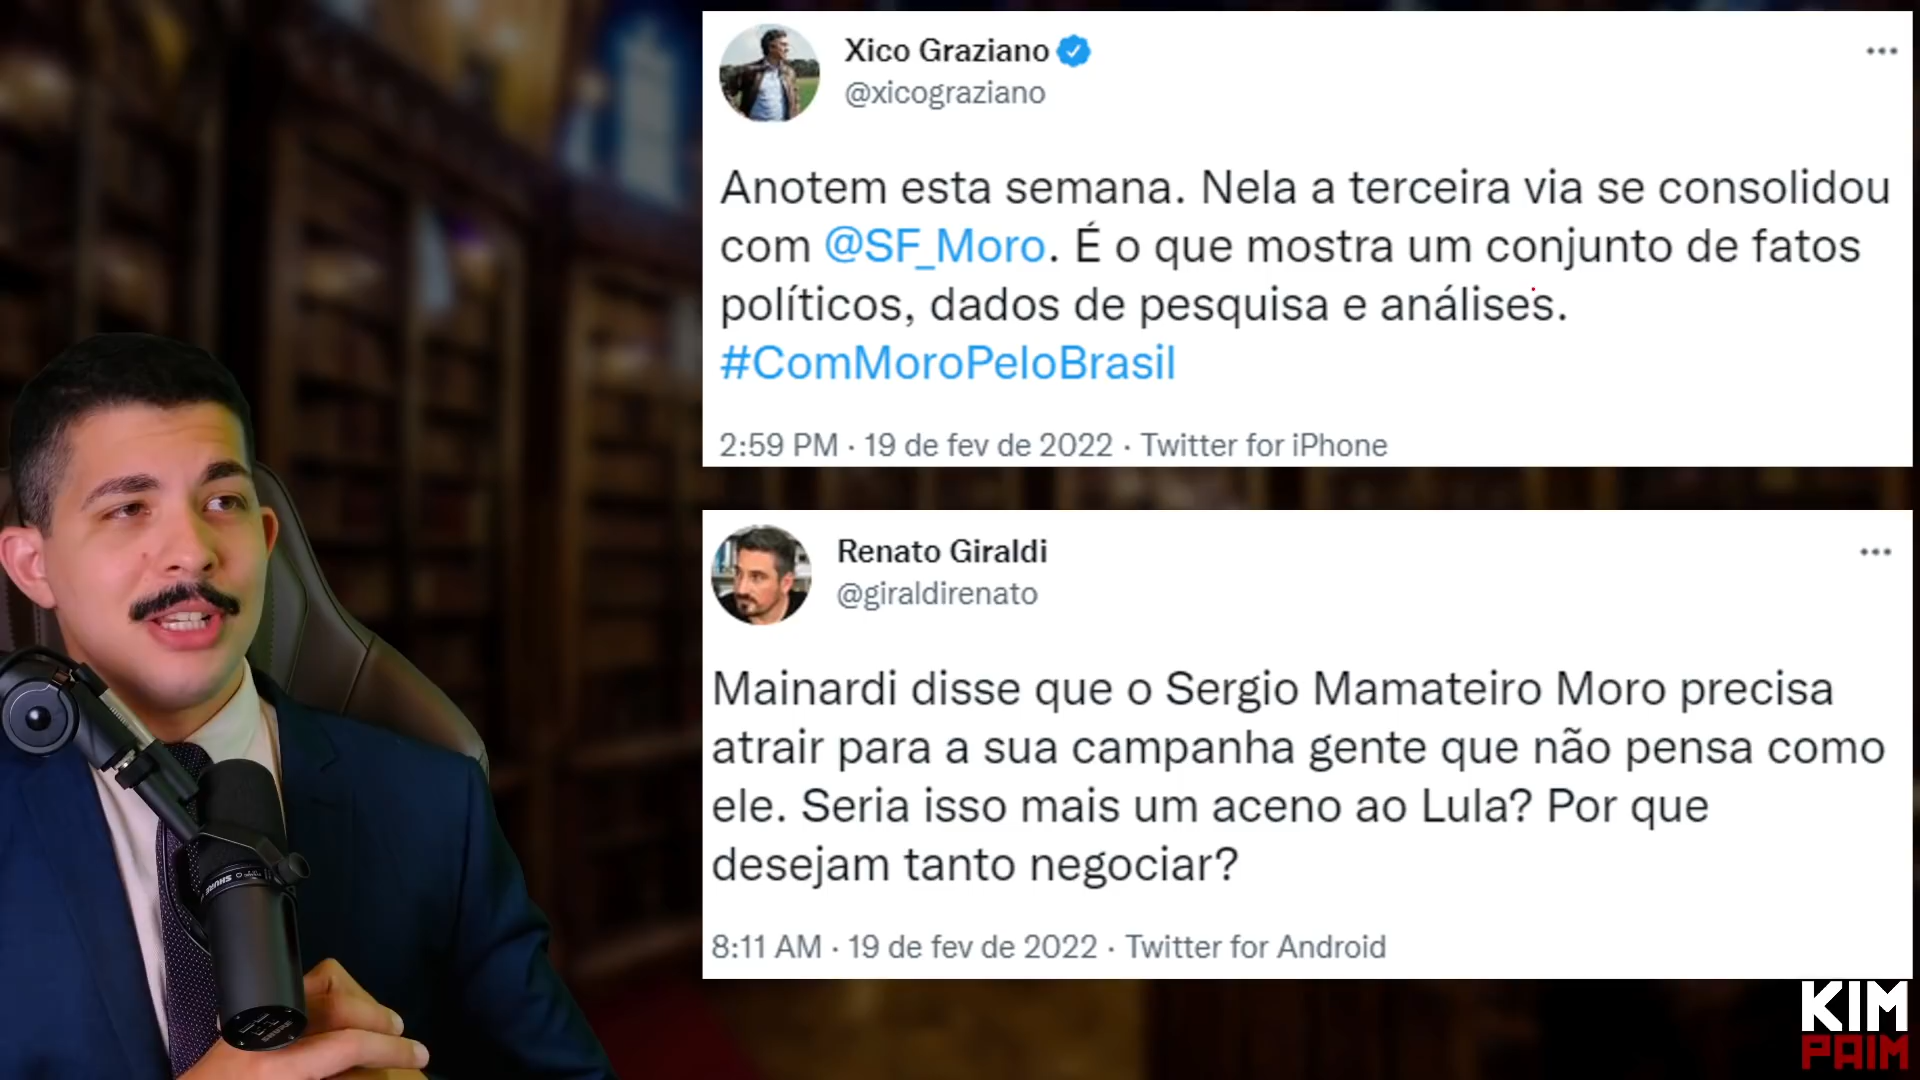 Xico Graziano
@xicograziano
Anotem esta semana. Nela a terceira via se consolidou
com @SF_Moro. É o que mostra um conjunto de fatos
políticos, dados de pesquisa e análises.
#ComMoroPeloBrasil
2:59 PM · 19 de fev de 2022 · Twitter for iPhone
Renato Giraldi
@giraldirenato
Mainardi disse que o Sergio Mamateiro Moro precisa
atrair para a sua campanha gente que não pensa como
ele. Seria isso mais um aceno ao Lula? Por que
desejam tanto negociar?
8:11 AM · 19 de fev de 2022 · Twitter for Android
SHURE
KIM
PAIM